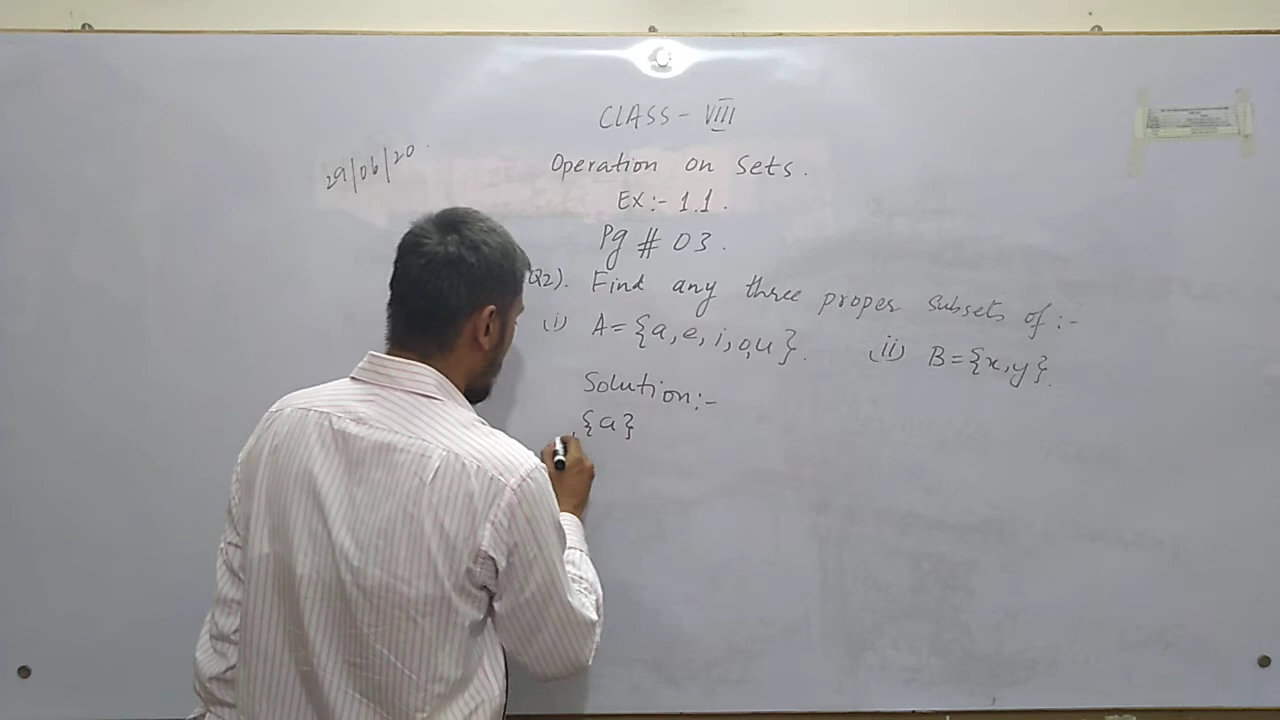 CLASS - VIII
29/06/20.
Operation on Sets.
Ex:- 1.1.
Pg # 03.
Q2). Find any three proper subsets of :-
(i) A = {a, e, i, o, u}. (ii) B = {x, y}.
Solution:-
{a}